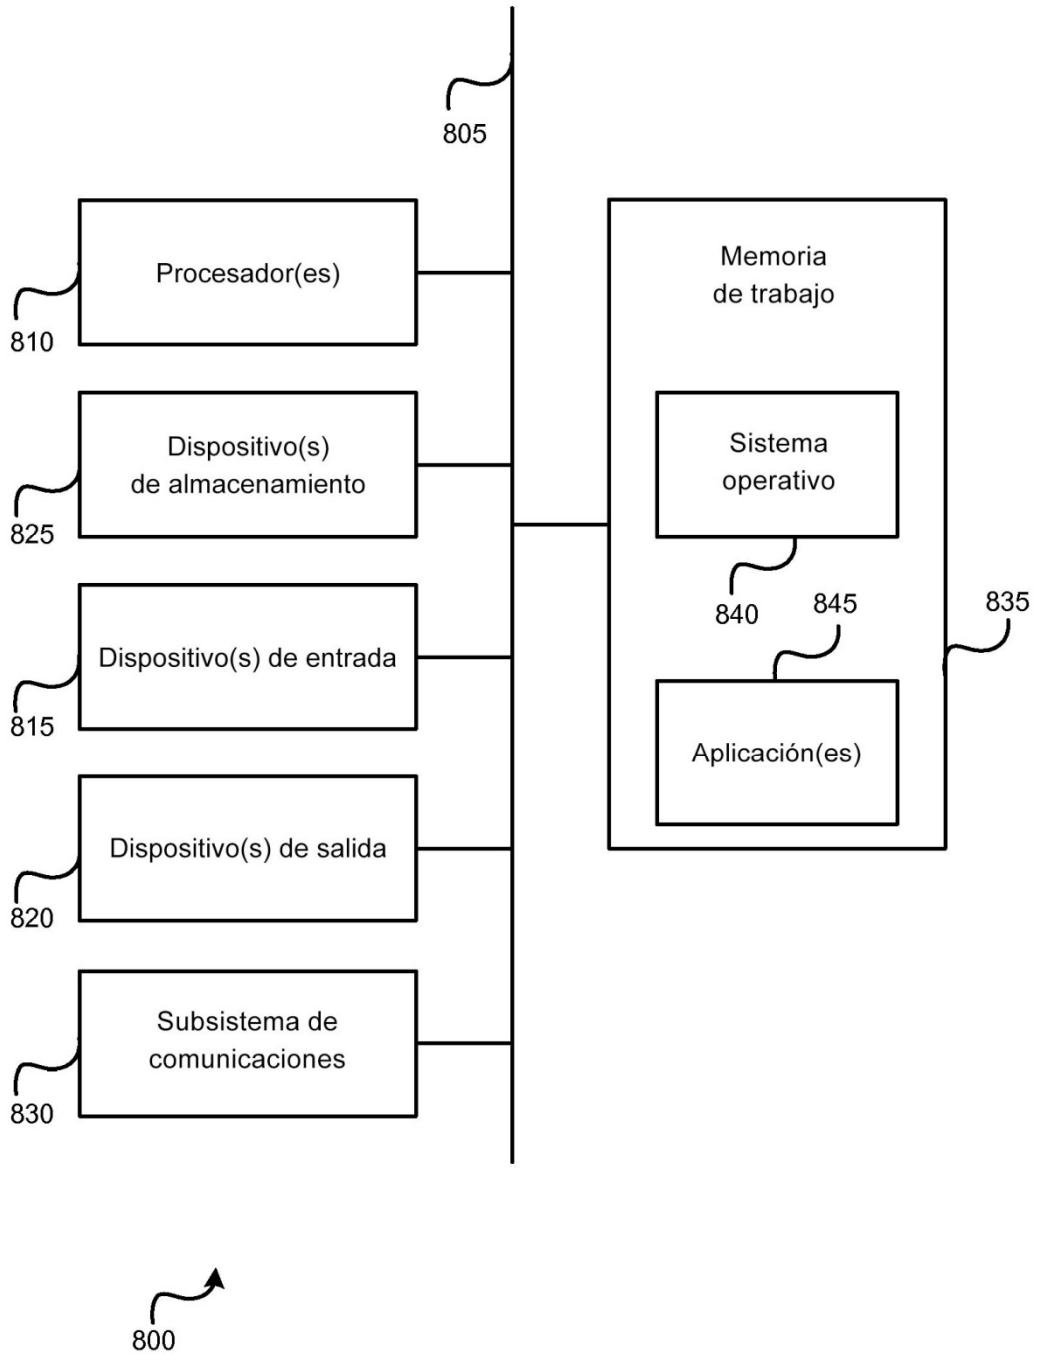 805
Procesador(es)
810
Dispositivo(s)
de almacenamiento
825
Dispositivo(s) de entrada
815
Dispositivo(s) de salida
820
Subsistema de
comunicaciones
830
Memoria
de trabajo
Sistema
operativo
840
845
835
Aplicación(es)
800